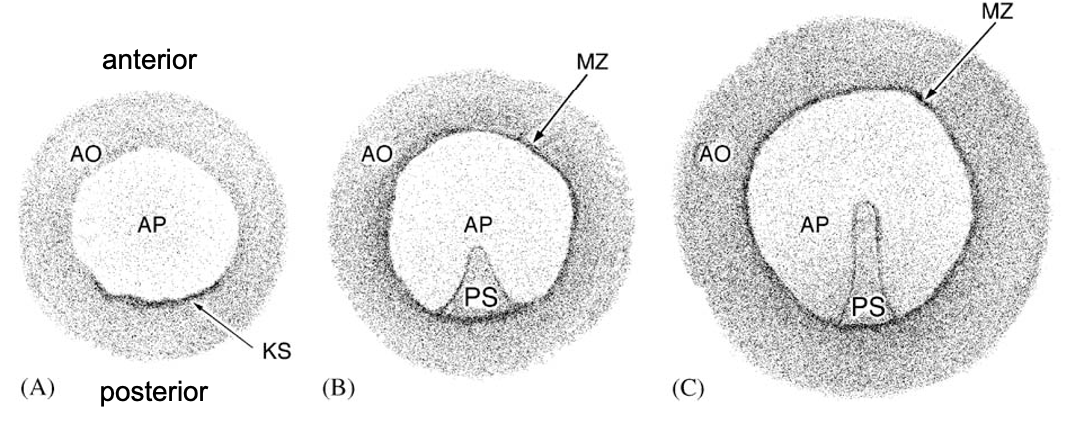 anterior
AO
AP
KS
(A)
posterior
MZ
AO
AP
PS
(B)
MZ
AO
AP
PS
(C)